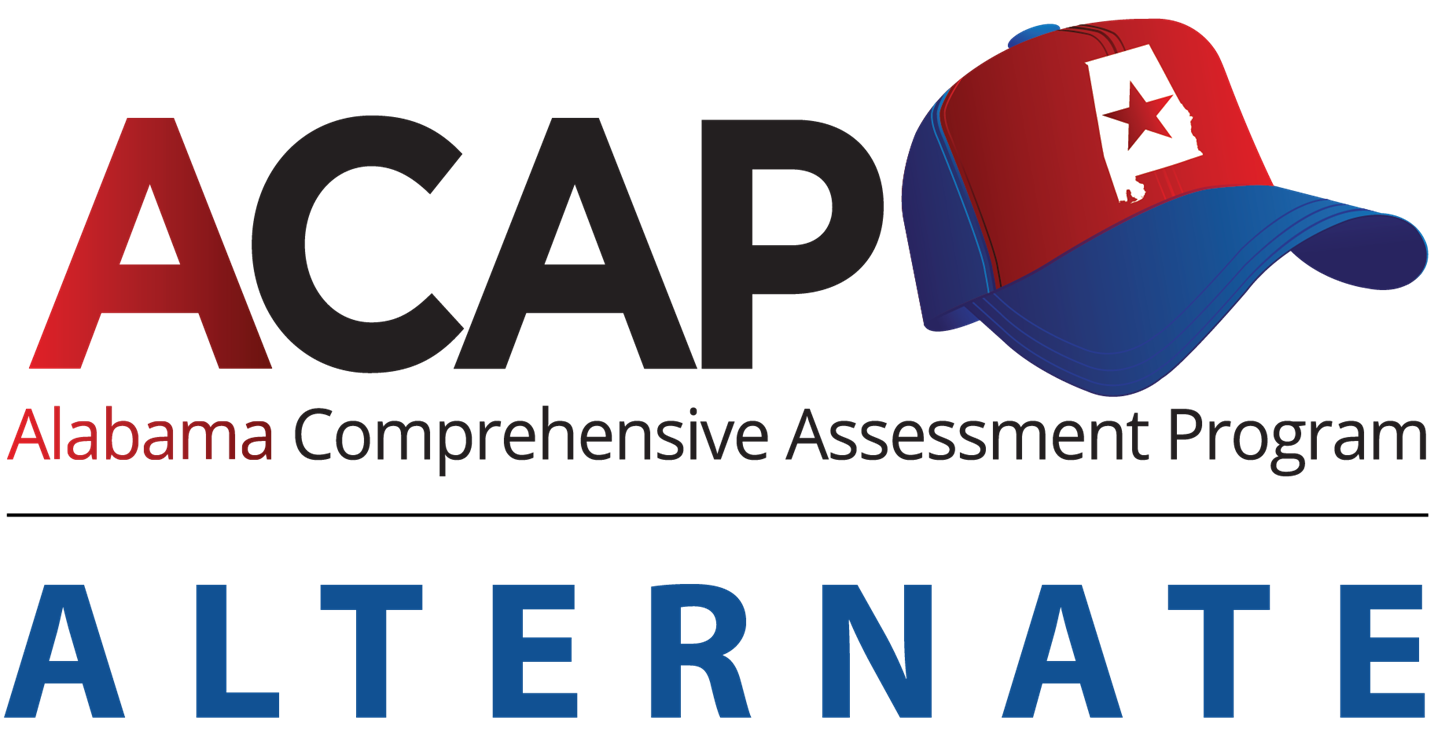 ACAP
Alabama Comprehensive Assessment Program
ALTERNATE